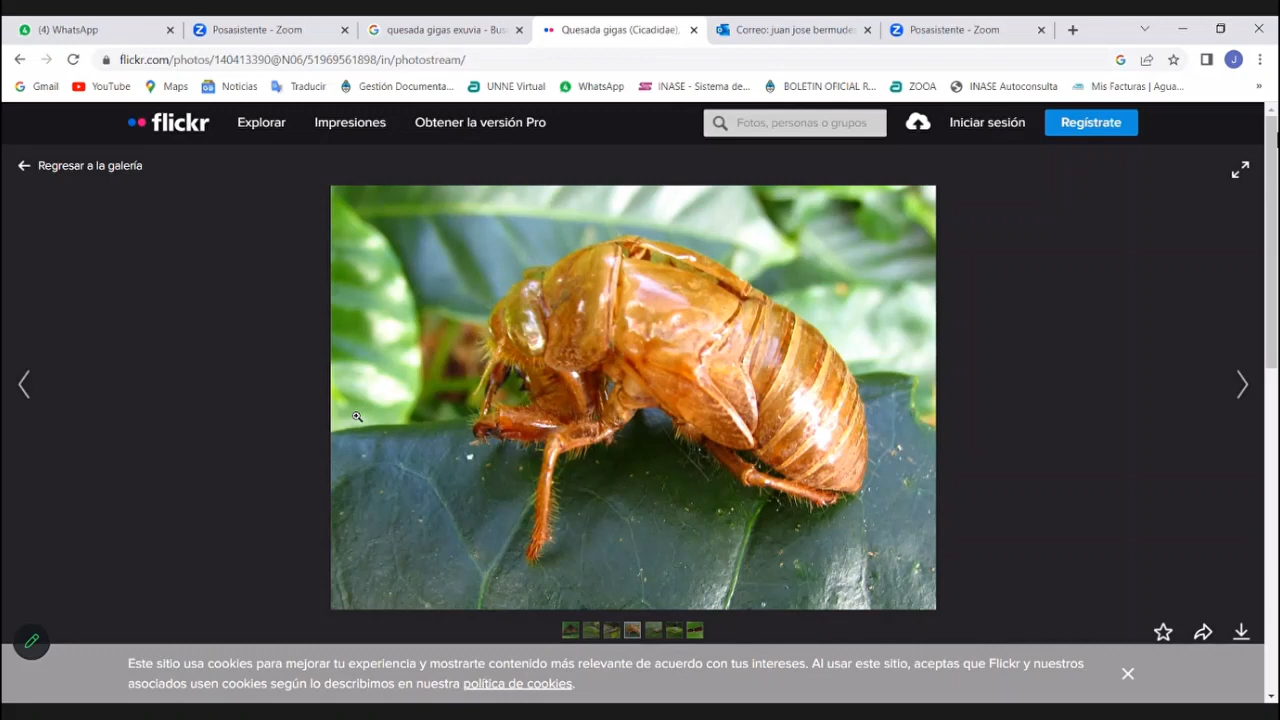 (4) WhatsApp
Posasistente - Zoom
quesada gigas exuvia - Bus
Quesada gigas (Cicadidae),
Correo: juan jose bermude
Posasistente - Zoom
flickr.com/photos/140413390@N06/51969561898/in/photostream/
J
Gmail
YouTube
Maps
Noticias
Traducir
Gestión Documenta...
UNNE Virtual
WhatsApp
INASE - Sistema de...
BOLETIN OFICIAL R...
ZOOA
INASE Autoconsulta
Mis Facturas | Agua...
»
flickr
Explorar
Impresiones
Obtener la versión Pro
Fotos, personas o grupos
Iniciar sesión
Regístrate
Regresar a la galería
Este sitio usa cookies para mejorar tu experiencia y mostrarte contenido más relevante de acuerdo con tus intereses. Al usar este sitio, aceptas que Flickr y nuestros
asociados usen cookies según lo describimos en nuestra política de cookies.